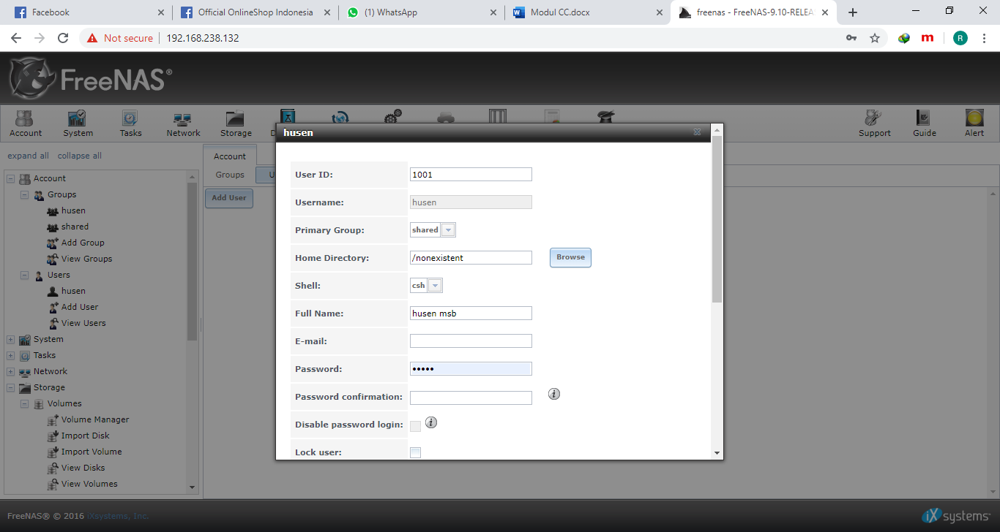 Facebook
Official OnlineShop Indonesia
(1) WhatsApp
Modul CC.docx
freenas - FreeNAS-9.10-RELEA
Not secure
192.168.238.132
R
FreeNAS®
Account
System
Tasks
Network
Storage
Support
Guide
Alert
expand all
collapse all
Account
Groups
husen
shared
Add Group
View Groups
Users
husen
Add User
View Users
System
Tasks
Network
Storage
Volumes
Volume Manager
Import Disk
Import Volume
View Disks
View Volumes
Account
Groups
U
Add User
husen
User ID:
1001
Username:
husen
Primary Group:
shared
Home Directory:
/nonexistent
Browse
Shell:
csh
Full Name:
husen msb
E-mail:
Password:
•••••
Password confirmation:
Disable password login:
Lock user:
FreeNAS® © 2016 iXsystems, Inc.
iXsystems